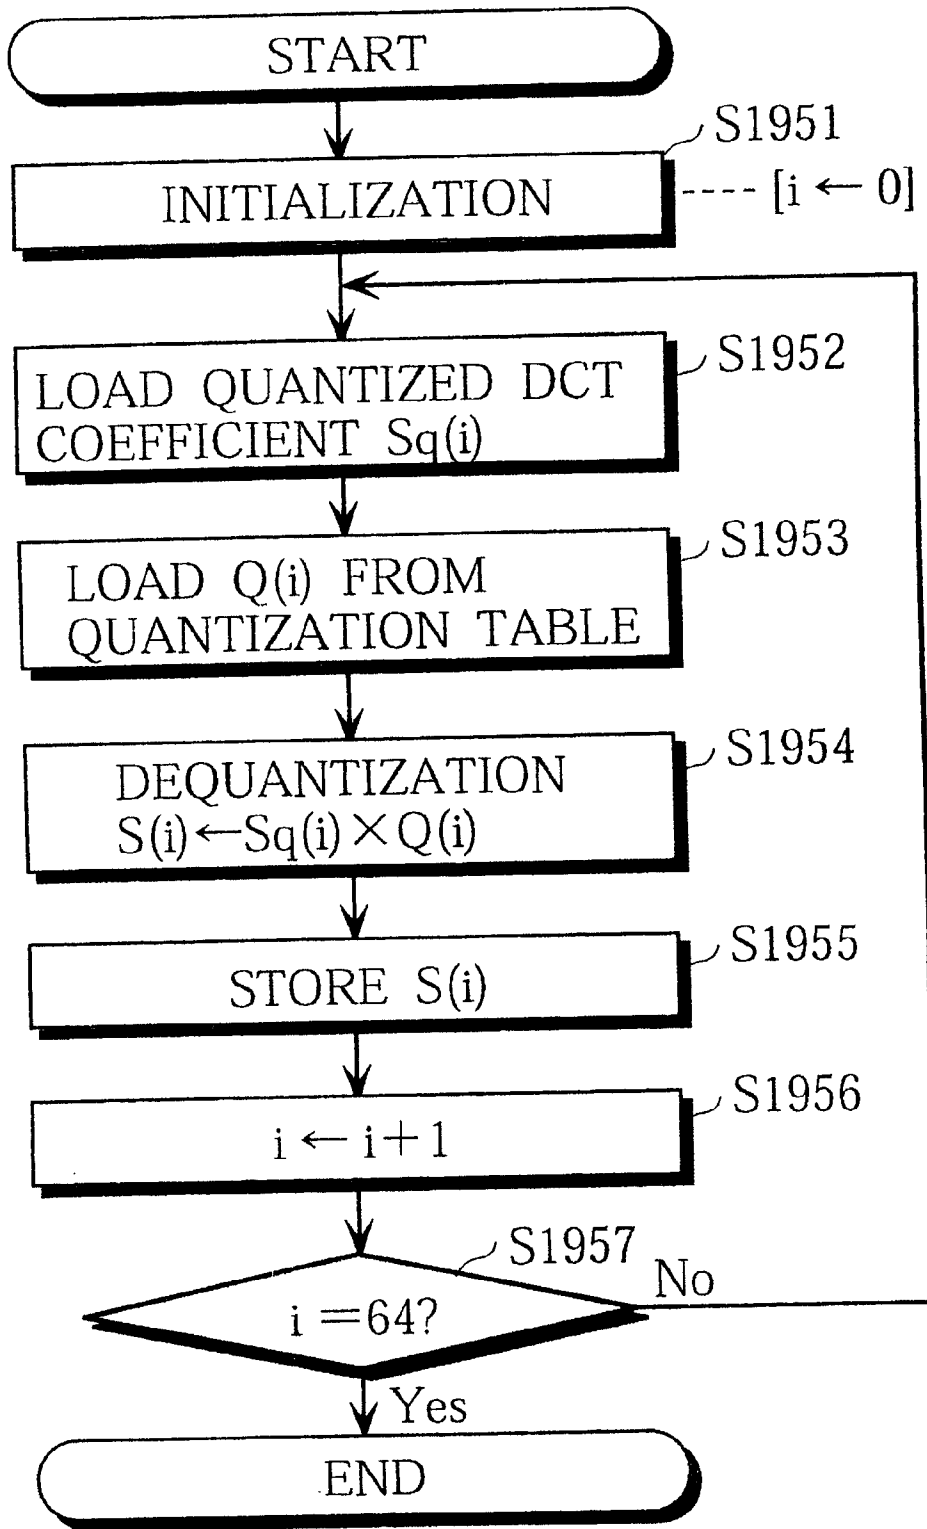 START
S1951
INITIALIZATION ---- [i ← 0]
S1952
LOAD QUANTIZED DCT
COEFFICIENT Sq(i)
S1953
LOAD Q(i) FROM
QUANTIZATION TABLE
S1954
DEQUANTIZATION
S(i)←Sq(i)×Q(i)
S1955
STORE S(i)
S1956
i ← i+1
S1957
i =64?
No
Yes
END